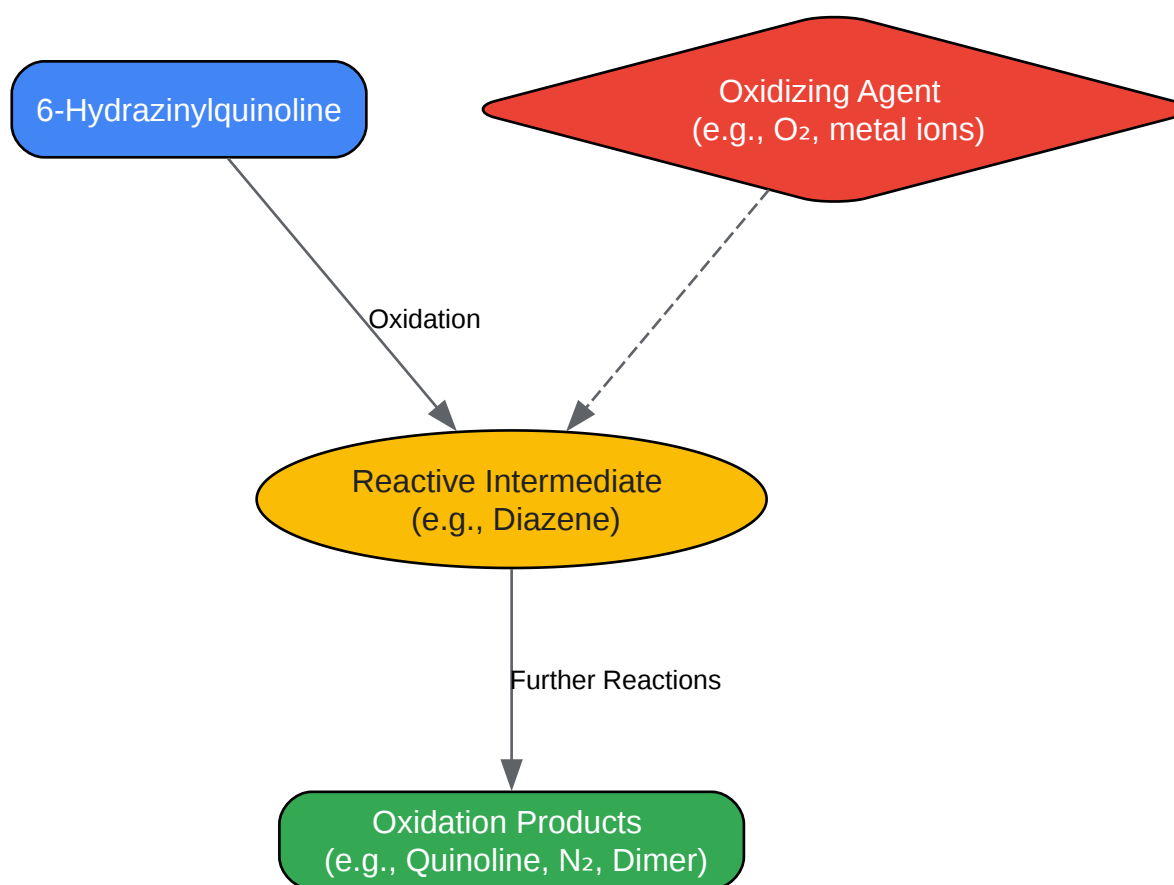 6-Hydrazinylquinoline
Oxidizing Agent
(e.g., O₂, metal ions)
Oxidation
Reactive Intermediate
(e.g., Diazene)
Further Reactions
Oxidation Products
(e.g., Quinoline, N₂, Dimer)